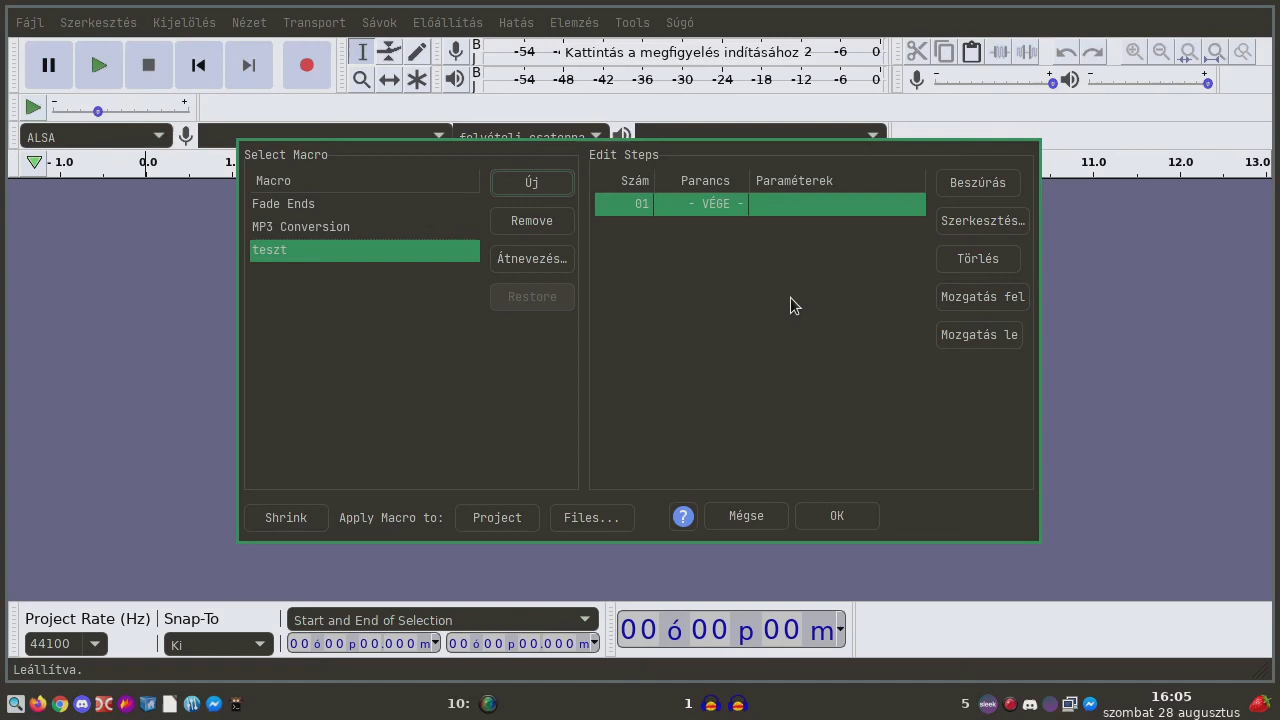 Fájl Szerkesztés Kijelölés Nézet Transport Sávok Előállítás Hatás Elemzés Tools Súgó
B -54 -4 Kattintás a megfigyelés indításához 2 -6 0
B -54 -48 -42 -36 -30 -24 -18 -12 -6 0
ALSA
felvételi csatorna
-1.0 0.0 1. 11.0 12.0 13.0
Select Macro
Macro
Fade Ends
MP3 Conversion
teszt
Új
Remove
Átnevezés...
Restore
Edit Steps
Szám Parancs Paraméterek
01 - VÉGE -
Beszúrás
Szerkesztés…
Törlés
Mozgatás fel
Mozgatás le
Shrink Apply Macro to: Project Files... ? Mégse OK
Project Rate (Hz) Snap-To Start and End of Selection
44100 Ki 00 ó 00 p 00.000 m 00 ó 00 p 00.000 m
00 ó 00 p 00 m
Leállítva.
10: 1 5 sleek 16:05
szombat 28 augusztus